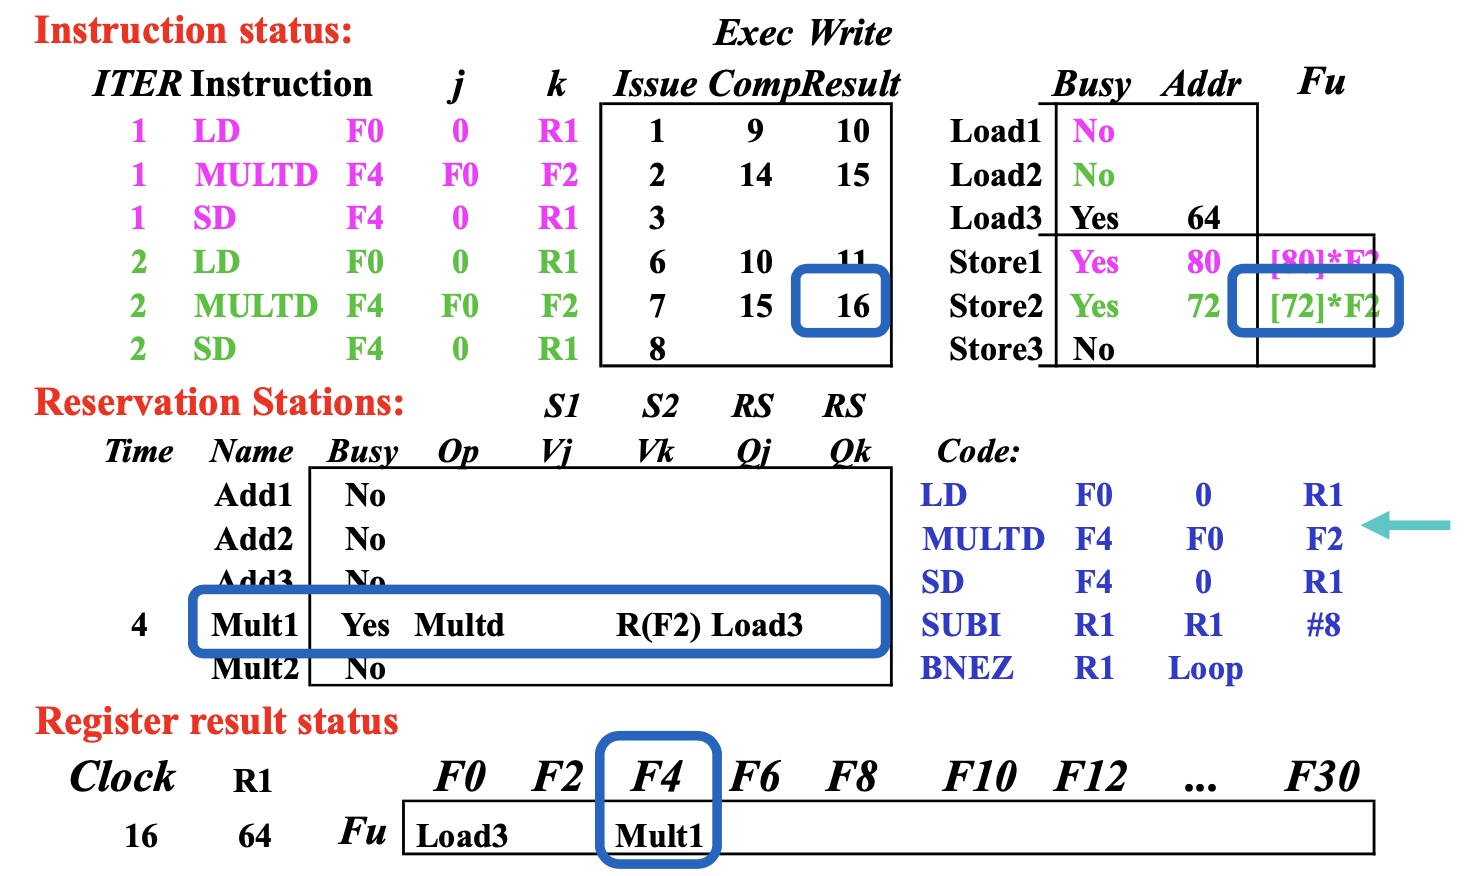 Instruction status: Exec Write
ITER Instruction j k Issue Comp Result Busy Addr Fu
1 LD F0 0 R1 1 9 10 Load1 No
1 MULTD F4 F0 F2 2 14 15 Load2 No
1 SD F4 0 R1 3 Load3 Yes 64
2 LD F0 0 R1 6 10 11 Store1 Yes 80 [80]*F2
2 MULTD F4 F0 F2 7 15 16 Store2 Yes 72 [72]*F2
2 SD F4 0 R1 8 Store3 No
Reservation Stations: S1 S2 RS RS
Time Name Busy Op Vj Vk Qj Qk Code:
Add1 No LD F0 0 R1
Add2 No MULTD F4 F0 F2
Add3 No SD F4 0 R1
4 Mult1 Yes Multd R(F2) Load3 SUBI R1 R1 #8
Mult2 No BNEZ R1 Loop
Register result status
Clock R1 F0 F2 F4 F6 F8 F10 F12 ... F30
16 64 Fu Load3 Mult1